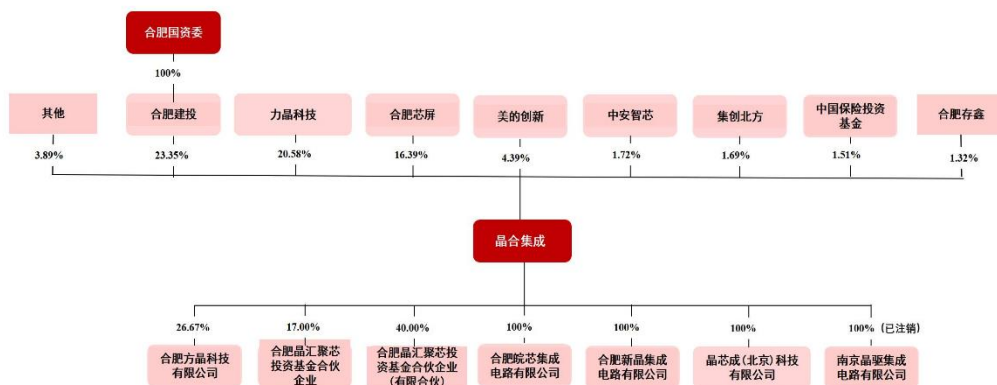 合肥国资委
100%
其他
合肥建投
力晶科技
合肥芯屏
美的创新
中安智芯
集创北方
中国保险投资
基金
合肥存鑫
3.89%
23.35%
20.58%
16.39%
4.39%
1.72%
1.69%
1.51%
1.32%
晶合集成
26.67%
17.00%
40.00%
100%
100%
100%
100% (已注销)
合肥方晶科技
有限公司
合肥晶汇聚芯
投资基金合伙
企业
合肥晶汇聚芯投
资基金合伙企业
(有限合伙)
合肥皖芯集成
电路有限公司
合肥新晶集成
电路有限公司
晶芯成(北京)科技
有限公司
南京晶驱集成
电路有限公司